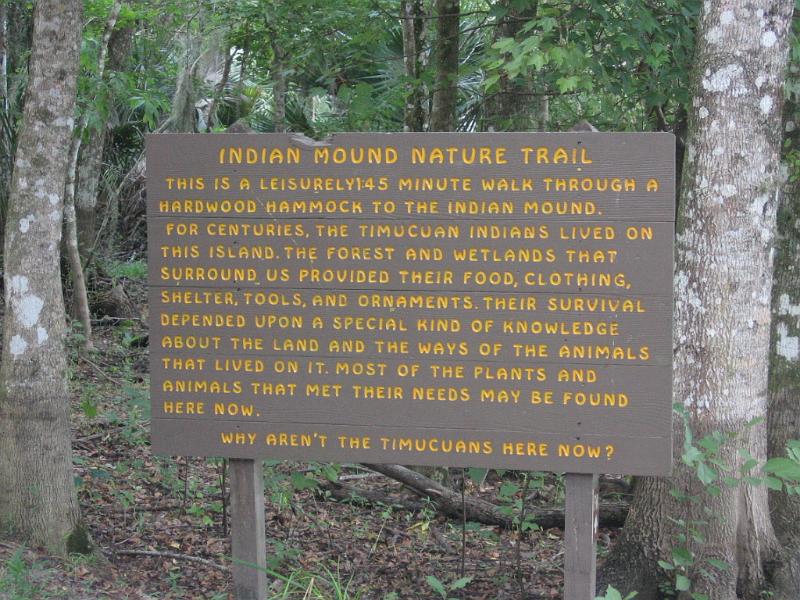 INDIAN MOUND NATURE TRAIL
THIS IS A LEISURELY 45 MINUTE WALK THROUGH A
HARDWOOD HAMMOCK TO THE INDIAN MOUND.
FOR CENTURIES, THE TIMUCUAN INDIANS LIVED ON
THIS ISLAND. THE FOREST AND WETLANDS THAT
SURROUND US PROVIDED THEIR FOOD, CLOTHING,
SHELTER, TOOLS, AND ORNAMENTS. THEIR SURVIVAL
DEPENDED UPON A SPECIAL KIND OF KNOWLEDGE
ABOUT THE LAND AND THE WAYS OF THE ANIMALS
THAT LIVED ON IT. MOST OF THE PLANTS AND
ANIMALS THAT MET THEIR NEEDS MAY BE FOUND
HERE NOW.
WHY AREN'T THE TIMUCUANS HERE NOW?